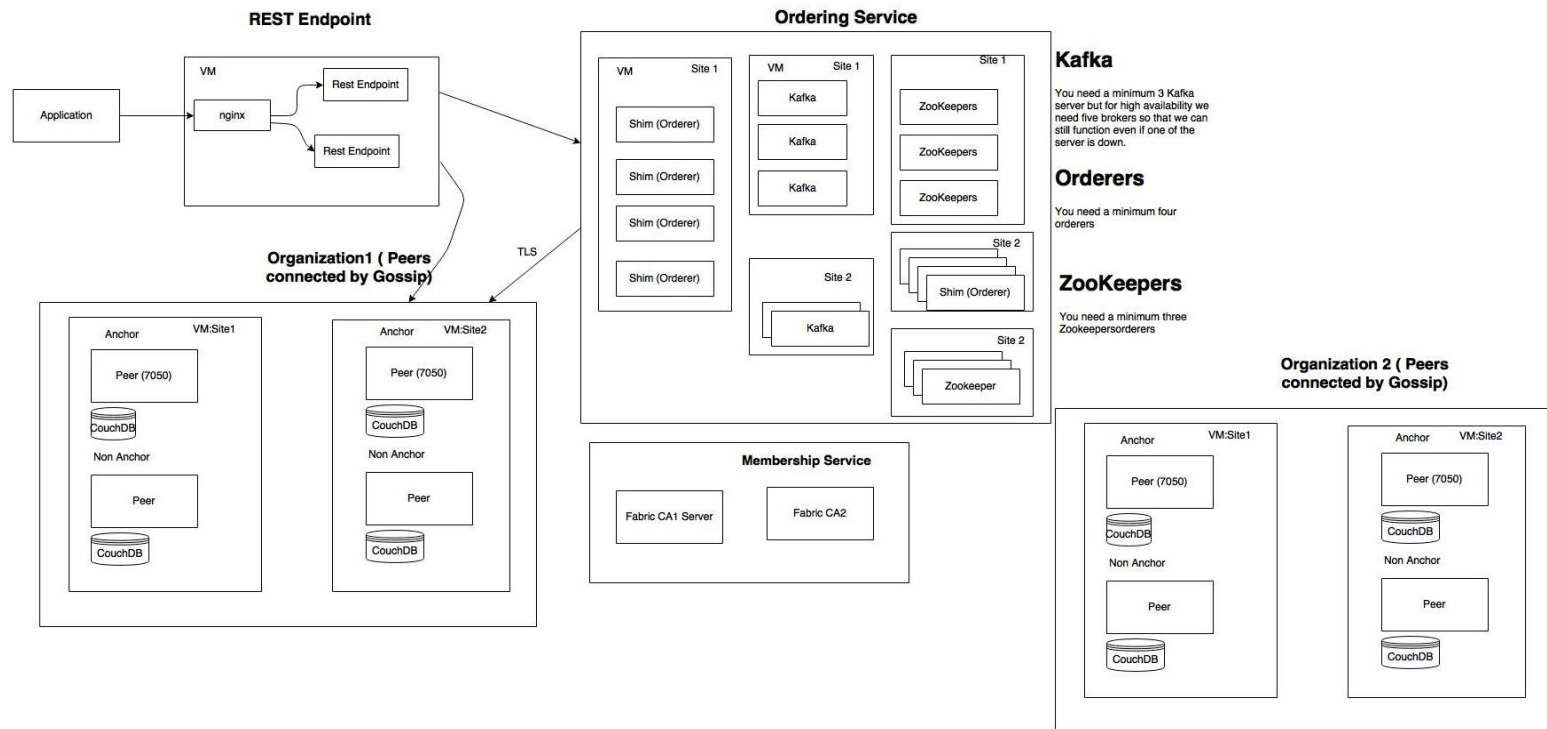 REST Endpoint
VM
Application
nginx
Rest Endpoint
Rest Endpoint
Ordering Service
VM
Site 1
Shim (Orderer)
Shim (Orderer)
Shim (Orderer)
Shim (Orderer)
VM
Site 1
Kafka
Kafka
Kafka
Site 1
ZooKeepers
ZooKeepers
ZooKeepers
Site 2
Kafka
Site 2
Shim (Orderer)
Site 2
Zookeeper
Kafka
You need a minimum 3 Kafka
server but for high availability we
need five brokers so that we can
still function even if one of the
server is down.
Orderers
You need a minimum four
orderers
ZooKeepers
You need a minimum three
Zookeepersorderers
TLS
Organization1 ( Peers
connected by Gossip)
VM:Site1
Anchor
Peer (7050)
CouchDB
Non Anchor
Peer
CouchDB
VM:Site2
Anchor
Peer (7050)
CouchDB
Non Anchor
Peer
CouchDB
Membership Service
Fabric CA1 Server
Fabric CA2
Organization 2 ( Peers
connected by Gossip)
VM:Site1
Anchor
Peer (7050)
CouchDB
Non Anchor
Peer
CouchDB
VM:Site2
Anchor
Peer (7050)
CouchDB
Non Anchor
Peer
CouchDB